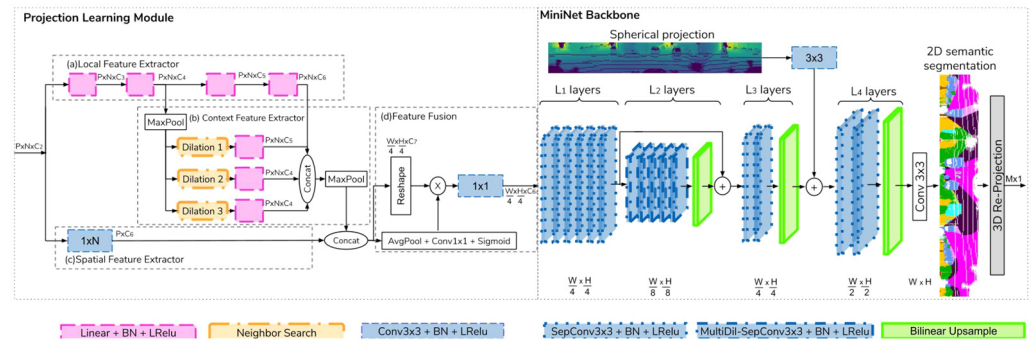 Projection Learning Module
MiniNet Backbone
(a)Local Feature Extractor
PxNxC3
PxNxC4
PxNxC5
PxNxC6
PxNxC2
MaxPool
(b) Context Feature Extractor
Dilation 1
PxNxC5
Dilation 2
PxNxC4
Dilation 3
PxNxC4
Concat
MaxPool
1xN
PxC6
(c)Spatial Feature Extractor
Concat
(d)Feature Fusion
WxHxC7
4 4
Reshape
X
1x1
WxHxC6
4 4
AvgPool + Conv1x1 + Sigmoid
Spherical projection
3x3
L1 layers
L2 layers
L3 layers
L4 layers
+
+
Conv 3x3
2D semantic
segmentation
3D Re-Projection
Mx1
W x H
4 4
W x H
8 8
W x H
4 4
W x H
2 2
W x H
Linear + BN + LRelu
Neighbor Search
Conv3x3 + BN + LRelu
SepConv3x3 + BN + LRelu
MultiDil-SepConv3x3 + BN + LRelu
Bilinear Upsample